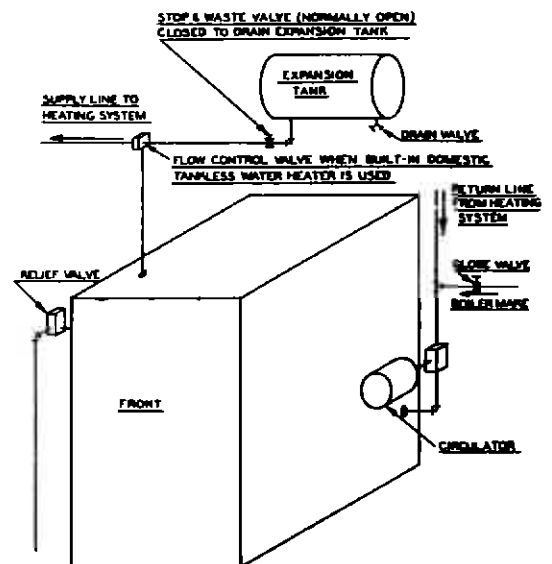 STOP & WASTE VALVE (NORMALLY OPEN)
CLOSED TO DRAIN EXPANSION TANK
EXPANSION
TANK
SUPPLY LINE TO
HEATING SYSTEM
DRAIN VALVE
FLOW CONTROL VALVE WHEN BUILT-IN DOMESTIC
TANKLESS WATER HEATER IS USED
RETURN LINE
FROM HEATING
SYSTEM
RELIEF VALVE
GLOBE VALVE
BOILER MAKE
FRONT
CIRCULATOR